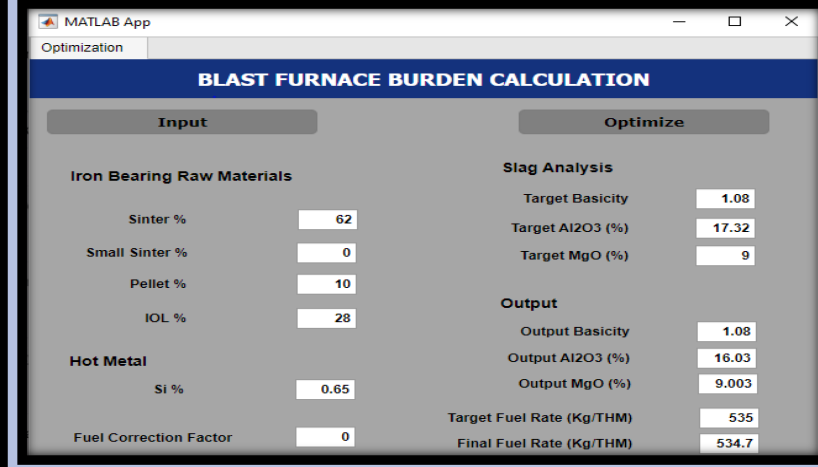 MATLAB App
Optimization
BLAST FURNACE BURDEN CALCULATION
Input
Iron Bearing Raw Materials
Sinter % 62
Small Sinter % 0
Pellet % 10
IOL % 28
Hot Metal
Si % 0.65
Fuel Correction Factor 0
Optimize
Slag Analysis
Target Basicity 1.08
Target Al2O3 (%) 17.32
Target MgO (%) 9
Output
Output Basicity 1.08
Output Al2O3 (%) 16.03
Output MgO (%) 9.003
Target Fuel Rate (Kg/THM) 535
Final Fuel Rate (Kg/THM) 534.7